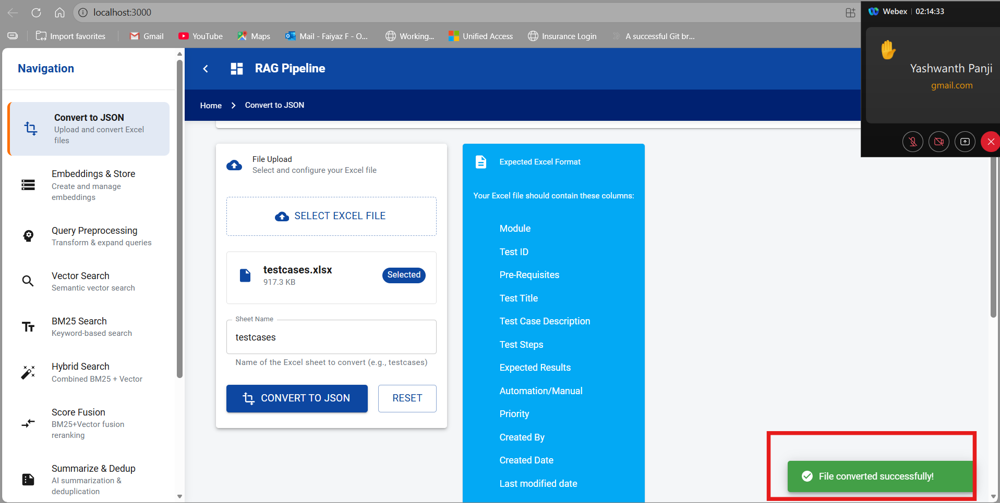 localhost:3000
Webex | 02:14:33
Import favorites
Gmail
YouTube
Maps
Mail - Faiyaz F - O...
Working...
Unified Access
Insurance Login
A successful Git br...
Yashwanth Panji
gmail.com
Navigation
Convert to JSON
Upload and convert Excel
files
Embeddings & Store
Create and manage
embeddings
Query Preprocessing
Transform & expand queries
Vector Search
Semantic vector search
BM25 Search
Keyword-based search
Hybrid Search
Combined BM25 + Vector
Score Fusion
BM25+Vector fusion
reranking
Summarize & Dedup
AI summarization &
deduplication
RAG Pipeline
Home
Convert to JSON
File Upload
Select and configure your Excel file
SELECT EXCEL FILE
testcases.xlsx
917.3 KB
Selected
Sheet Name
testcases
Name of the Excel sheet to convert (e.g., testcases)
CONVERT TO JSON
RESET
Expected Excel Format
Your Excel file should contain these columns:
Module
Test ID
Pre-Requisites
Test Title
Test Case Description
Test Steps
Expected Results
Automation/Manual
Priority
Created By
Created Date
Last modified date
File converted successfully!